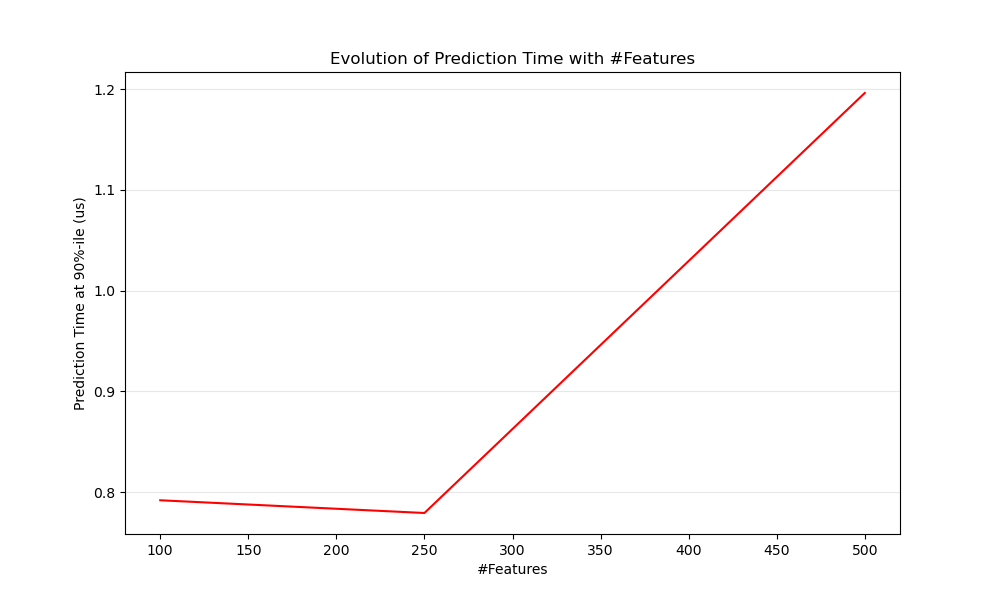 Evolution of Prediction Time with #Features
Prediction Time at 90%-ile (us)
1.2
1.1
1.0
0.9
0.8
100 150 200 250 300 350 400 450 500
#Features